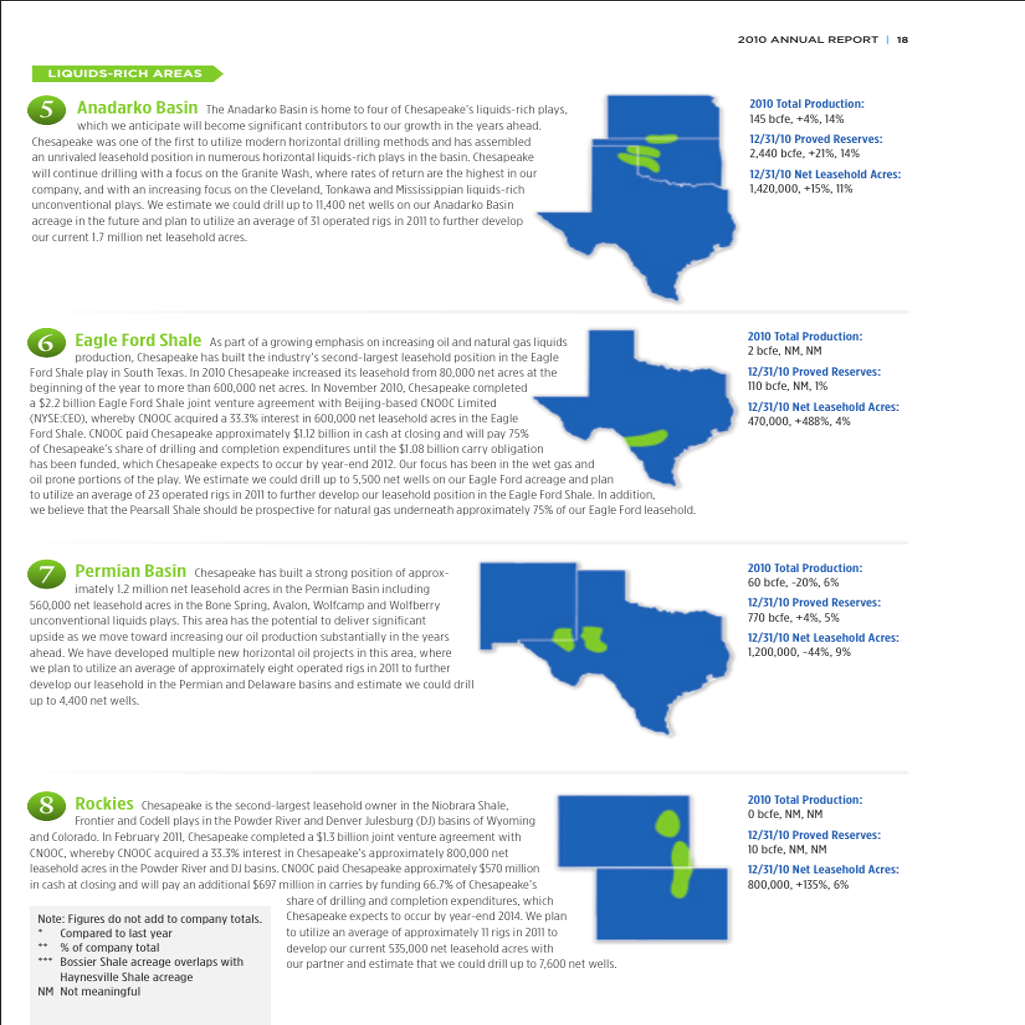 2010 ANNUAL REPORT | 18
LIQUIDS-RICH AREAS
5 Anadarko Basin The Anadarko Basin is home to four of Chesapeake's liquids-rich plays,
which we anticipate will become significant contributors to our growth in the years ahead.
Chesapeake was one of the first to utilize modern horizontal drilling methods and has assembled
an unrivaled leasehold position in numerous horizontal liquids-rich plays in the basin. Chesapeake
will continue drilling with a focus on the Granite Wash, where rates of return are the highest in our
company, and with an increasing focus on the Cleveland, Tonkawa and Mississippian liquids-rich
unconventional plays. We estimate we could drill up to 11,400 net wells on our Anadarko Basin
acreage in the future and plan to utilize an average of 31 operated rigs in 2011 to further develop
our current 1.7 million net leasehold acres.
2010 Total Production:
145 bcfe, +4%, 14%
12/31/10 Proved Reserves:
2,440 bcfe, +21%, 14%
12/31/10 Net Leasehold Acres:
1,420,000, +15%, 11%
6 Eagle Ford Shale As part of a growing emphasis on increasing oil and natural gas liquids
production, Chesapeake has built the industry's second-largest leasehold position in the Eagle
Ford Shale play in South Texas. In 2010 Chesapeake increased its leasehold from 80,000 net acres at the
beginning of the year to more than 600,000 net acres. In November 2010, Chesapeake completed
a $2.2 billion Eagle Ford Shale joint venture agreement with Beijing-based CNOOC Limited
(NYSE:CEO), whereby CNOOC acquired a 33.3% interest in 600,000 net leasehold acres in the Eagle
Ford Shale. CNOOC paid Chesapeake approximately $1.12 billion in cash at closing and will pay 75%
of Chesapeake's share of drilling and completion expenditures until the $1.08 billion carry obligation
has been funded, which Chesapeake expects to occur by year-end 2012. Our focus has been in the wet gas and
oil prone portions of the play. We estimate we could drill up to 5,500 net wells on our Eagle Ford acreage and plan
to utilize an average of 23 operated rigs in 2011 to further develop our leasehold position in the Eagle Ford Shale. In addition,
we believe that the Pearsall Shale should be prospective for natural gas underneath approximately 75% of our Eagle Ford leasehold.
2010 Total Production:
2 bcfe, NM, NM
12/31/10 Proved Reserves:
110 bcfe, NM, 1%
12/31/10 Net Leasehold Acres:
470,000, +488%, 4%
7 Permian Basin Chesapeake has built a strong position of approx-
imately 1.2 million net leasehold acres in the Permian Basin including
560,000 net leasehold acres in the Bone Spring, Avalon, Wolfcamp and Wolfberry
unconventional liquids plays. This area has the potential to deliver significant
upside as we move toward increasing our oil production substantially in the years
ahead. We have developed multiple new horizontal oil projects in this area, where
we plan to utilize an average of approximately eight operated rigs in 2011 to further
develop our leasehold in the Permian and Delaware basins and estimate we could drill
up to 4,400 net wells.
2010 Total Production:
60 bcfe, -20%, 6%
12/31/10 Proved Reserves:
770 bcfe, +4%, 5%
12/31/10 Net Leasehold Acres:
1,200,000, -44%, 9%
8 Rockies Chesapeake is the second-largest leasehold owner in the Niobrara Shale,
Frontier and Codell plays in the Powder River and Denver Julesburg (DJ) basins of Wyoming
and Colorado. In February 2011, Chesapeake completed a $1.3 billion joint venture agreement with
CNOOC, whereby CNOOC acquired a 33.3% interest in Chesapeake's approximately 800,000 net
leasehold acres in the Powder River and DJ basins. CNOOC paid Chesapeake approximately $570 million
in cash at closing and will pay an additional $697 million in carries by funding 66.7% of Chesapeake's
share of drilling and completion expenditures, which
Chesapeake expects to occur by year-end 2014. We plan
to utilize an average of approximately 11 rigs in 2011 to
develop our current 535,000 net leasehold acres with
our partner and estimate that we could drill up to 7,600 net wells.
2010 Total Production:
0 bcfe, NM, NM
12/31/10 Proved Reserves:
10 bcfe, NM, NM
12/31/10 Net Leasehold Acres:
800,000, +135%, 6%
Note: Figures do not add to company totals.
* Compared to last year
** % of company total
*** Bossier Shale acreage overlaps with
Haynesville Shale acreage
NM Not meaningful